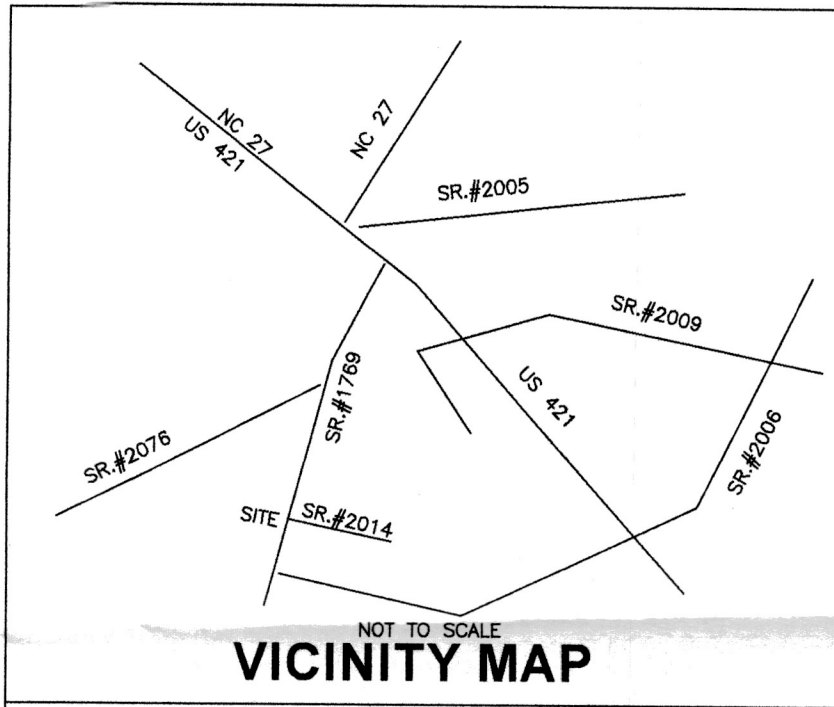 NC 27
US 421
NC 27
SR.#2005
SR.#2009
US 421
SR.#1769
SR.#2076
SR.#2006
SITE
SR.#2014
NOT TO SCALE
VICINITY MAP